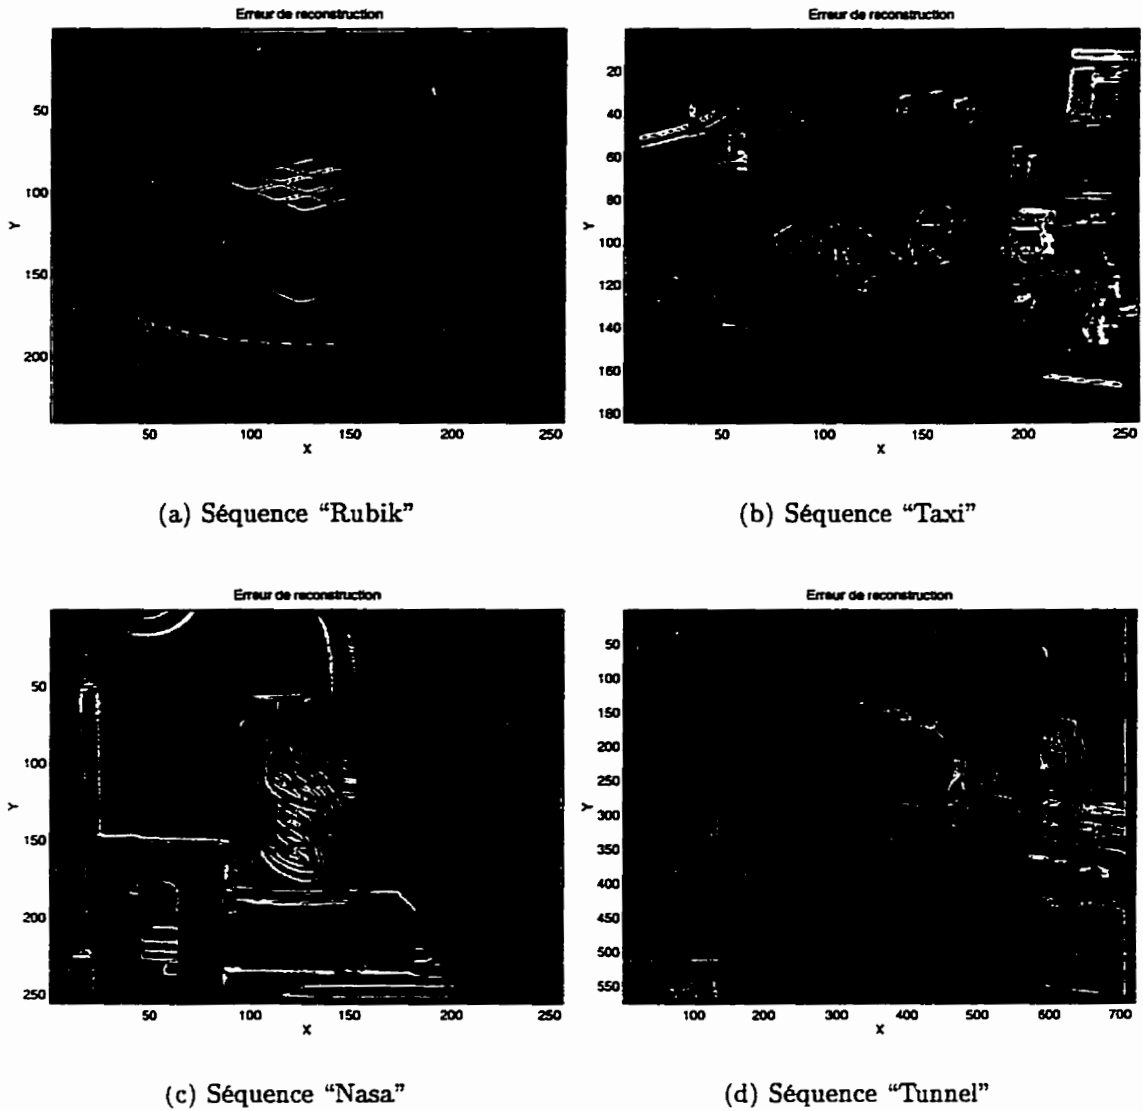 Erreur de reconstruction
50
100
150
200
Y
50 100 150 200 250
X
(a) Séquence “Rubik”
Erreur de reconstruction
20
40
60
80
100
120
140
160
180
Y
50 100 150 200 250
X
(b) Séquence “Taxi”
Erreur de reconstruction
50
100
150
200
250
Y
50 100 150 200 250
X
(c) Séquence “Nasa”
Erreur de reconstruction
50
100
150
200
250
300
350
400
450
500
550
Y
100 200 300 400 500 600 700
X
(d) Séquence “Tunnel”